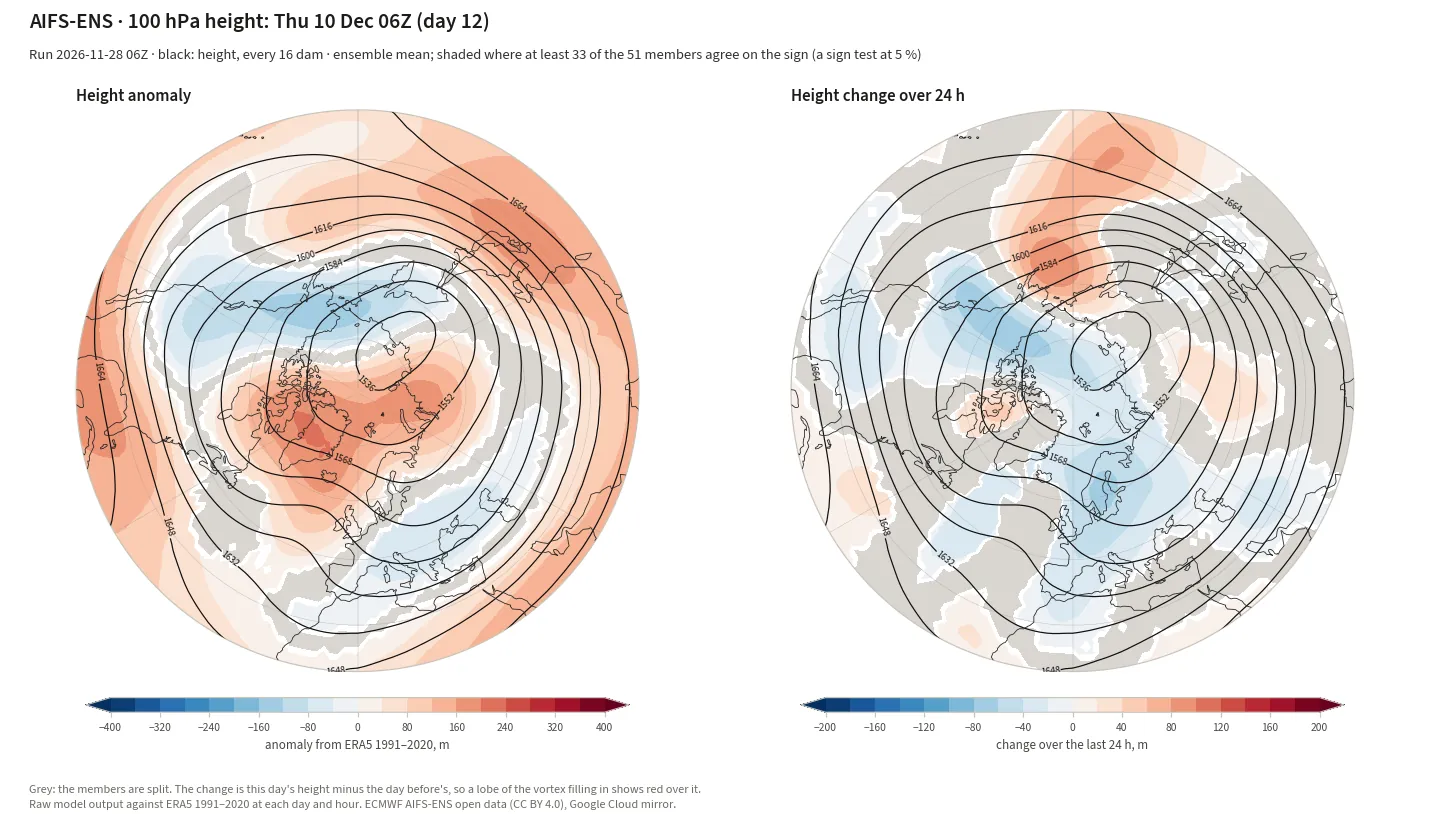 AIFS-ENS · 100 hPa height: Thu 10 Dec 06Z (day 12)
Run 2026-11-28 06Z · black: height, every 16 dam · ensemble mean; shaded where at least 33 of the 51 members agree on the sign (a sign test at 5 %)
Height anomaly
Height change over 24 h
1664
1616
1600
1584
1664
1536
1552
1568
1648
1632
1648
1664
1616
1600
1584
1664
1536
1552
1568
1648
1632
1648
−400 −320 −240 −160 −80 0 80 160 240 320 400
anomaly from ERA5 1991–2020, m
−200 −160 −120 −80 −40 0 40 80 120 160 200
change over the last 24 h, m
Grey: the members are split. The change is this day's height minus the day before's, so a lobe of the vortex filling in shows red over it.
Raw model output against ERA5 1991–2020 at each day and hour. ECMWF AIFS-ENS open data (CC BY 4.0), Google Cloud mirror.